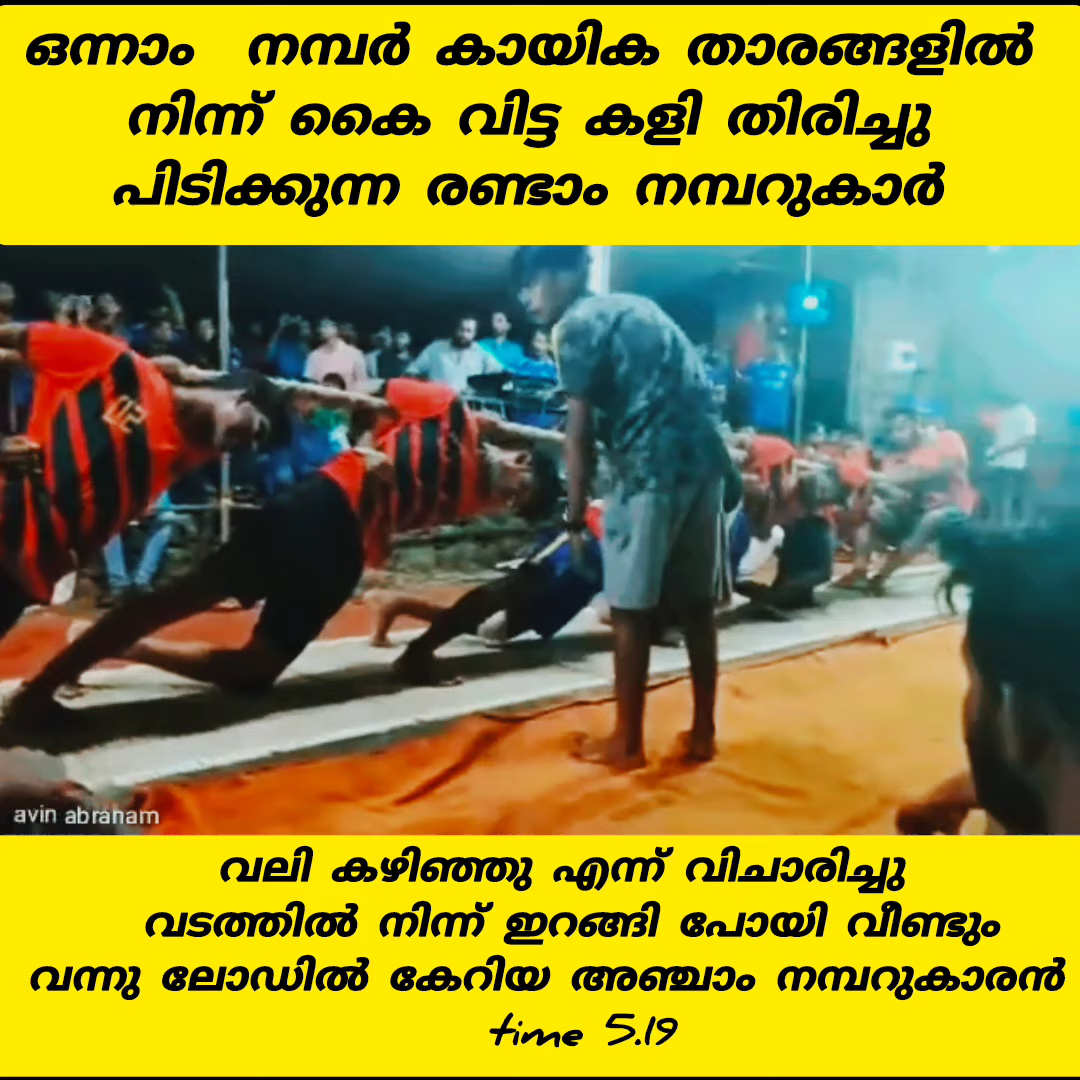 ഒന്നാം നമ്പർ കായിക താരങ്ങളിൽ
നിന്ന് കൈ വിട്ട കളി തിരിച്ചു
പിടിക്കുന്ന രണ്ടാം നമ്പറുകാർ
avin abraham
വലി കഴിഞ്ഞു എന്ന് വിചാരിച്ചു
വടത്തിൽ നിന്ന് ഇറങ്ങി പോയി വീണ്ടും
വന്നു ലോഡിൽ കേറിയ അഞ്ചാം നമ്പറുകാരൻ
time 5.19